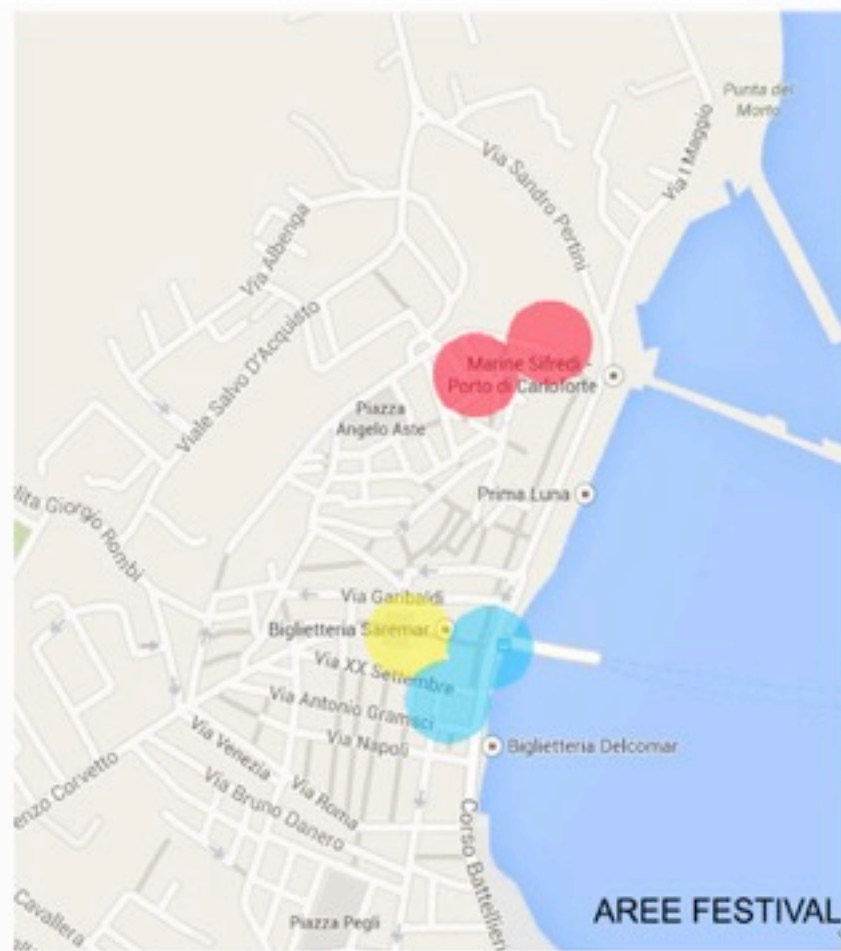 Punta del
Morto
Via I Maggio
Via Sandro Pertini
Via Albenga
Viale Salvo D'Acquisto
Marine Sifredi -
Porto di Carloforte
Piazza
Angelo Aste
Prima Luna
lita Giorgio Rombi
Via Garibaldi
Biglietteria Saremar
Via XX Settembre
Via Antonio Gramsci
Via Napoli
Biglietteria Delcomar
Via Venezia
Via Roma
Via Bruno Danero
enzo Corvetto
Corso Battellieri
Cavallera
Piazza Pegli
AREE FESTIVAL